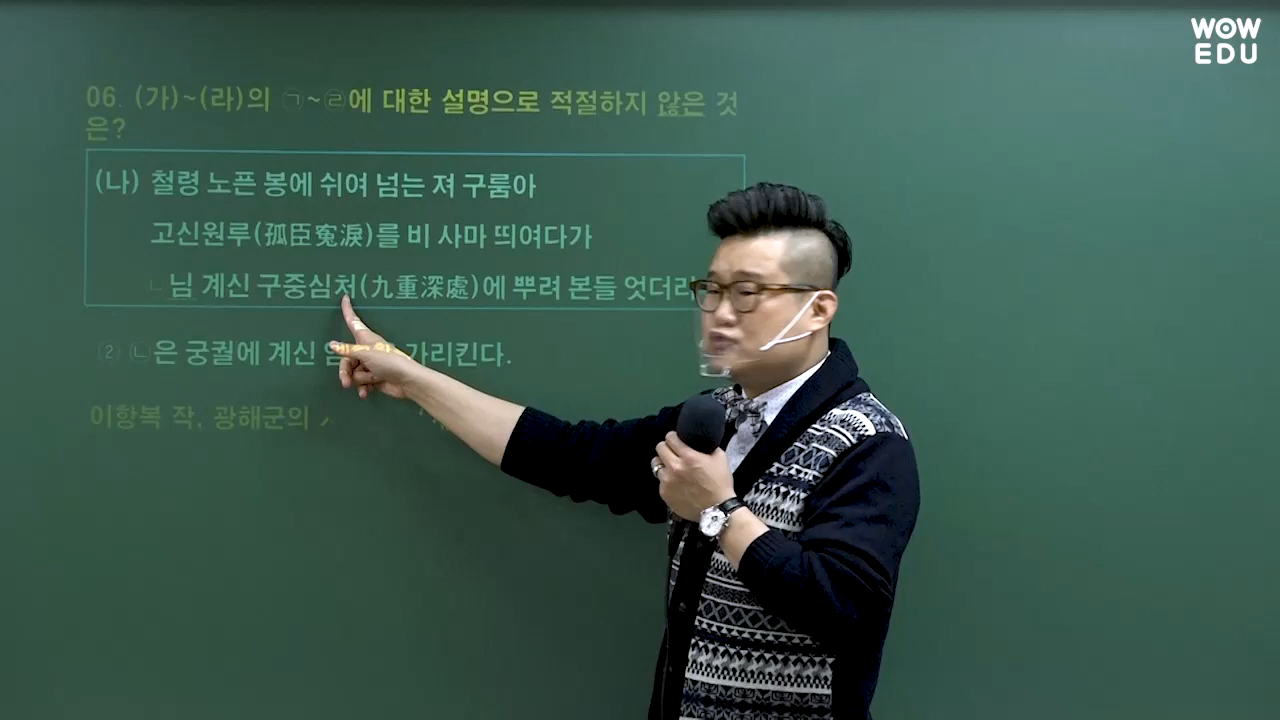 WOW
EDU
06. (가)~(라)의 ㉠~㉣에 대한 설명으로 적절하지 않은 것
은?
(나) 철령 노픈 봉에 쉬여 넘는 져 구룸아
고신원루(孤臣寃淚)를 비 사마 띄여다가
㉡님 계신 구중심처(九重深處)에 뿌려 본들 엇더리
② ㉡은 궁궐에 계신 가리킨다.
이항복 작, 광해군의